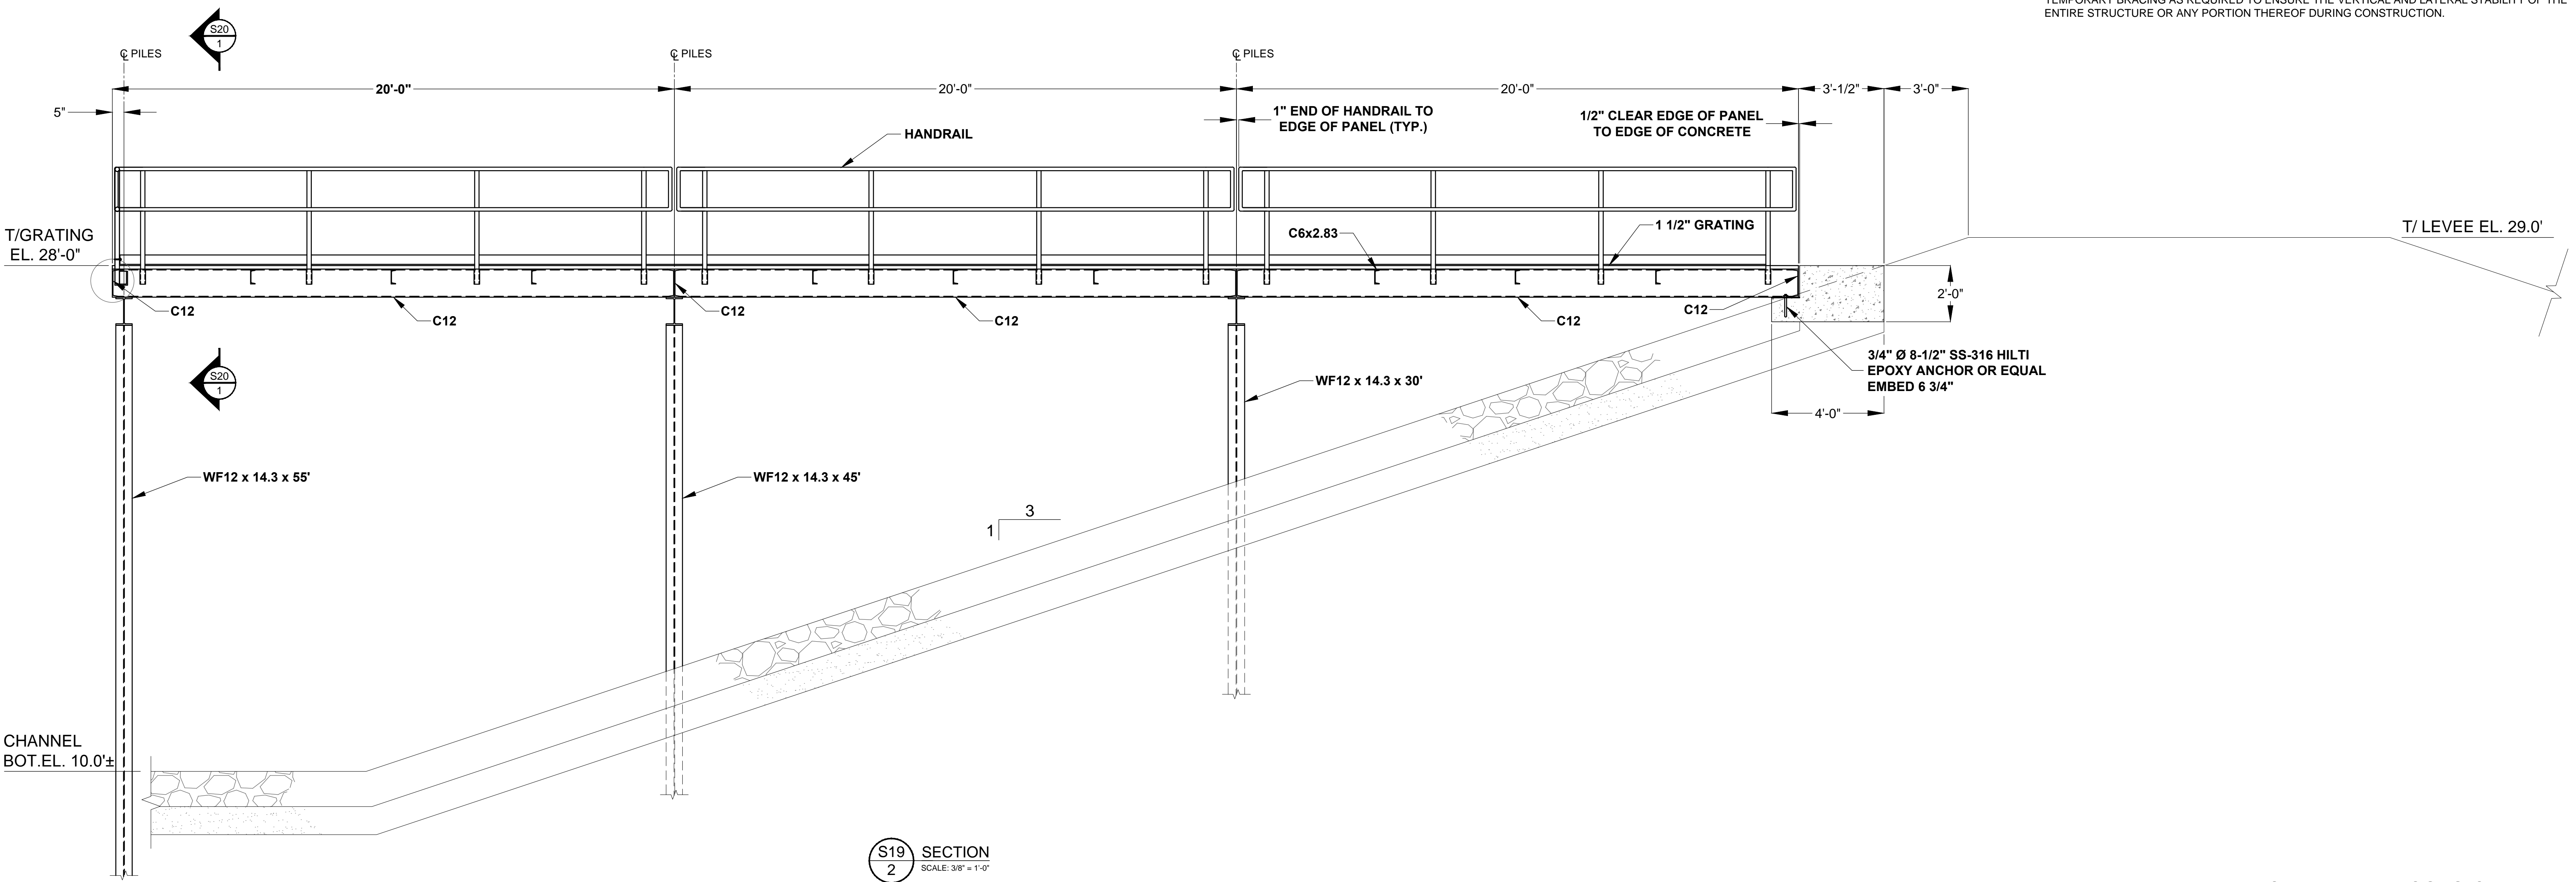 TEMPORARY BRACING AS REQUIRED TO ENSURE THE VERTICAL AND LATERAL STABILITY OF THE
ENTIRE STRUCTURE OR ANY PORTION THEREOF DURING CONSTRUCTION.
S20
1
℄ PILES
℄ PILES
℄ PILES
20'-0"
20'-0"
20'-0"
3'-1/2"
3'-0"
5"
1" END OF HANDRAIL TO
EDGE OF PANEL (TYP.)
1/2" CLEAR EDGE OF PANEL
TO EDGE OF CONCRETE
HANDRAIL
T/GRATING
EL. 28'-0"
C6x2.83
1 1/2" GRATING
T/ LEVEE EL. 29.0'
2'-0"
C12
C12
C12
C12
C12
C12
S20
1
3/4" Ø 8-1/2" SS-316 HILTI
EPOXY ANCHOR OR EQUAL
EMBED 6 3/4"
4'-0"
WF12 x 14.3 x 30'
WF12 x 14.3 x 55'
WF12 x 14.3 x 45'
3
1
CHANNEL
BOT.EL. 10.0'±
S19
2
SECTION
SCALE: 3/8" = 1'-0"